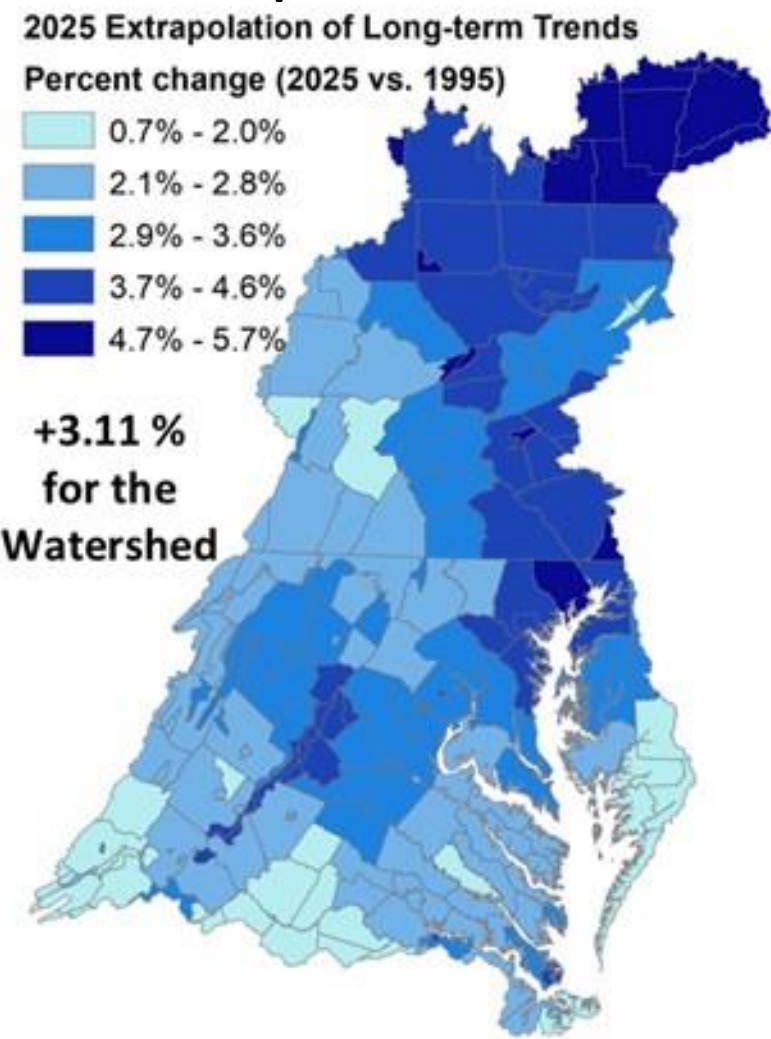 2025 Extrapolation of Long-term Trends
Percent change (2025 vs. 1995)
0.7% - 2.0%
2.1% - 2.8%
2.9% - 3.6%
3.7% - 4.6%
4.7% - 5.7%
+3.11 %
for the
Watershed